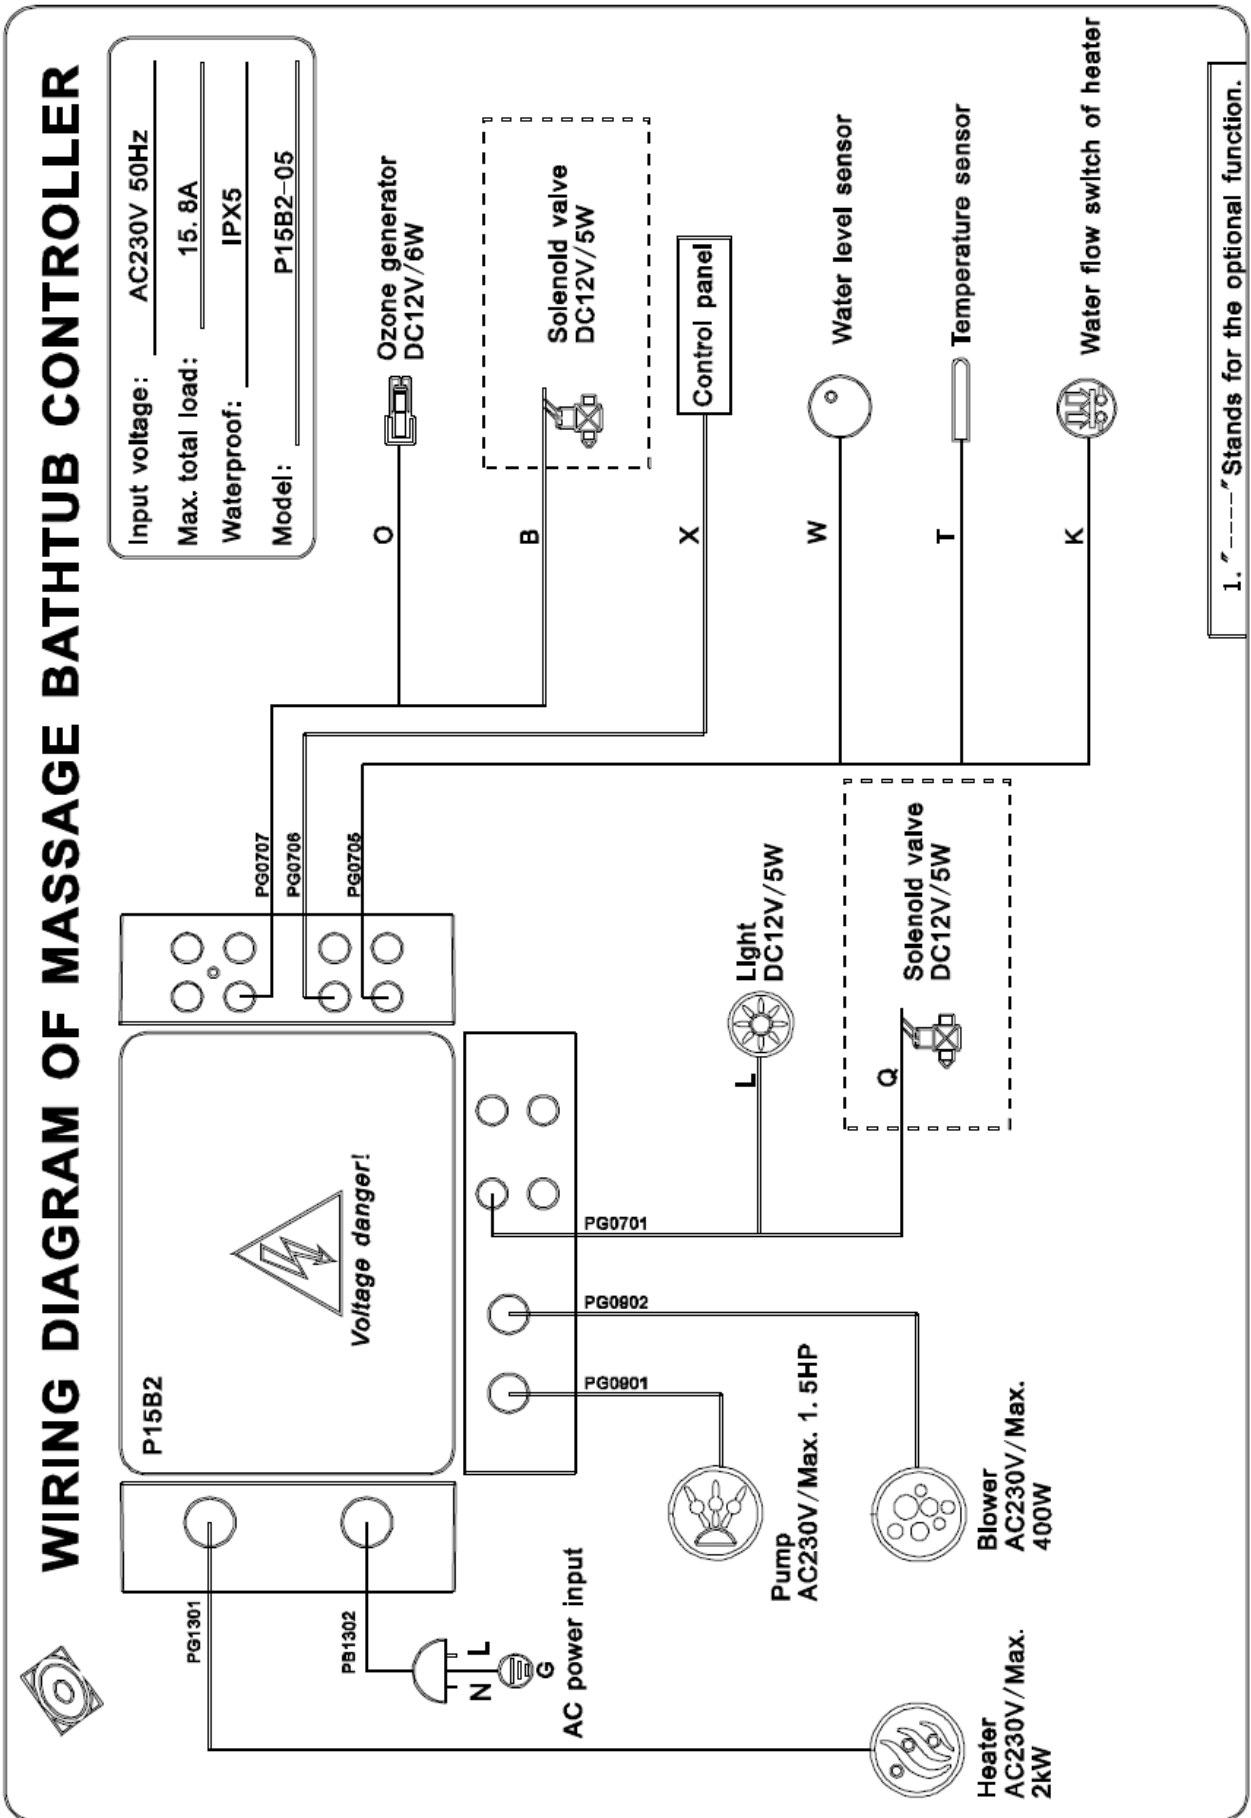 WIRING DIAGRAM OF MASSAGE BATHTUB CONTROLLER
Input voltage: AC230V 50Hz
Max. total load: 15. 8A
Waterproof: IPX5
Model: P15B2-05
P15B2
Voltage danger!
PG1301
PB1302
N L
G
AC power input
Heater
AC230V/Max.
2kW
PG0901
PG0902
PG0701
Pump
AC230V/Max. 1. 5HP
Blower
AC230V/Max.
400W
L
Light
DC12V/5W
Q
Solenold valve
DC12V/5W
PG0707
PG0706
PG0705
O
Ozone generator
DC12V/6W
B
Solenold valve
DC12V/5W
X
Control panel
W
Water level sensor
T
Temperature sensor
K
Water flow switch of heater
1. "-----"Stands for the optional function.